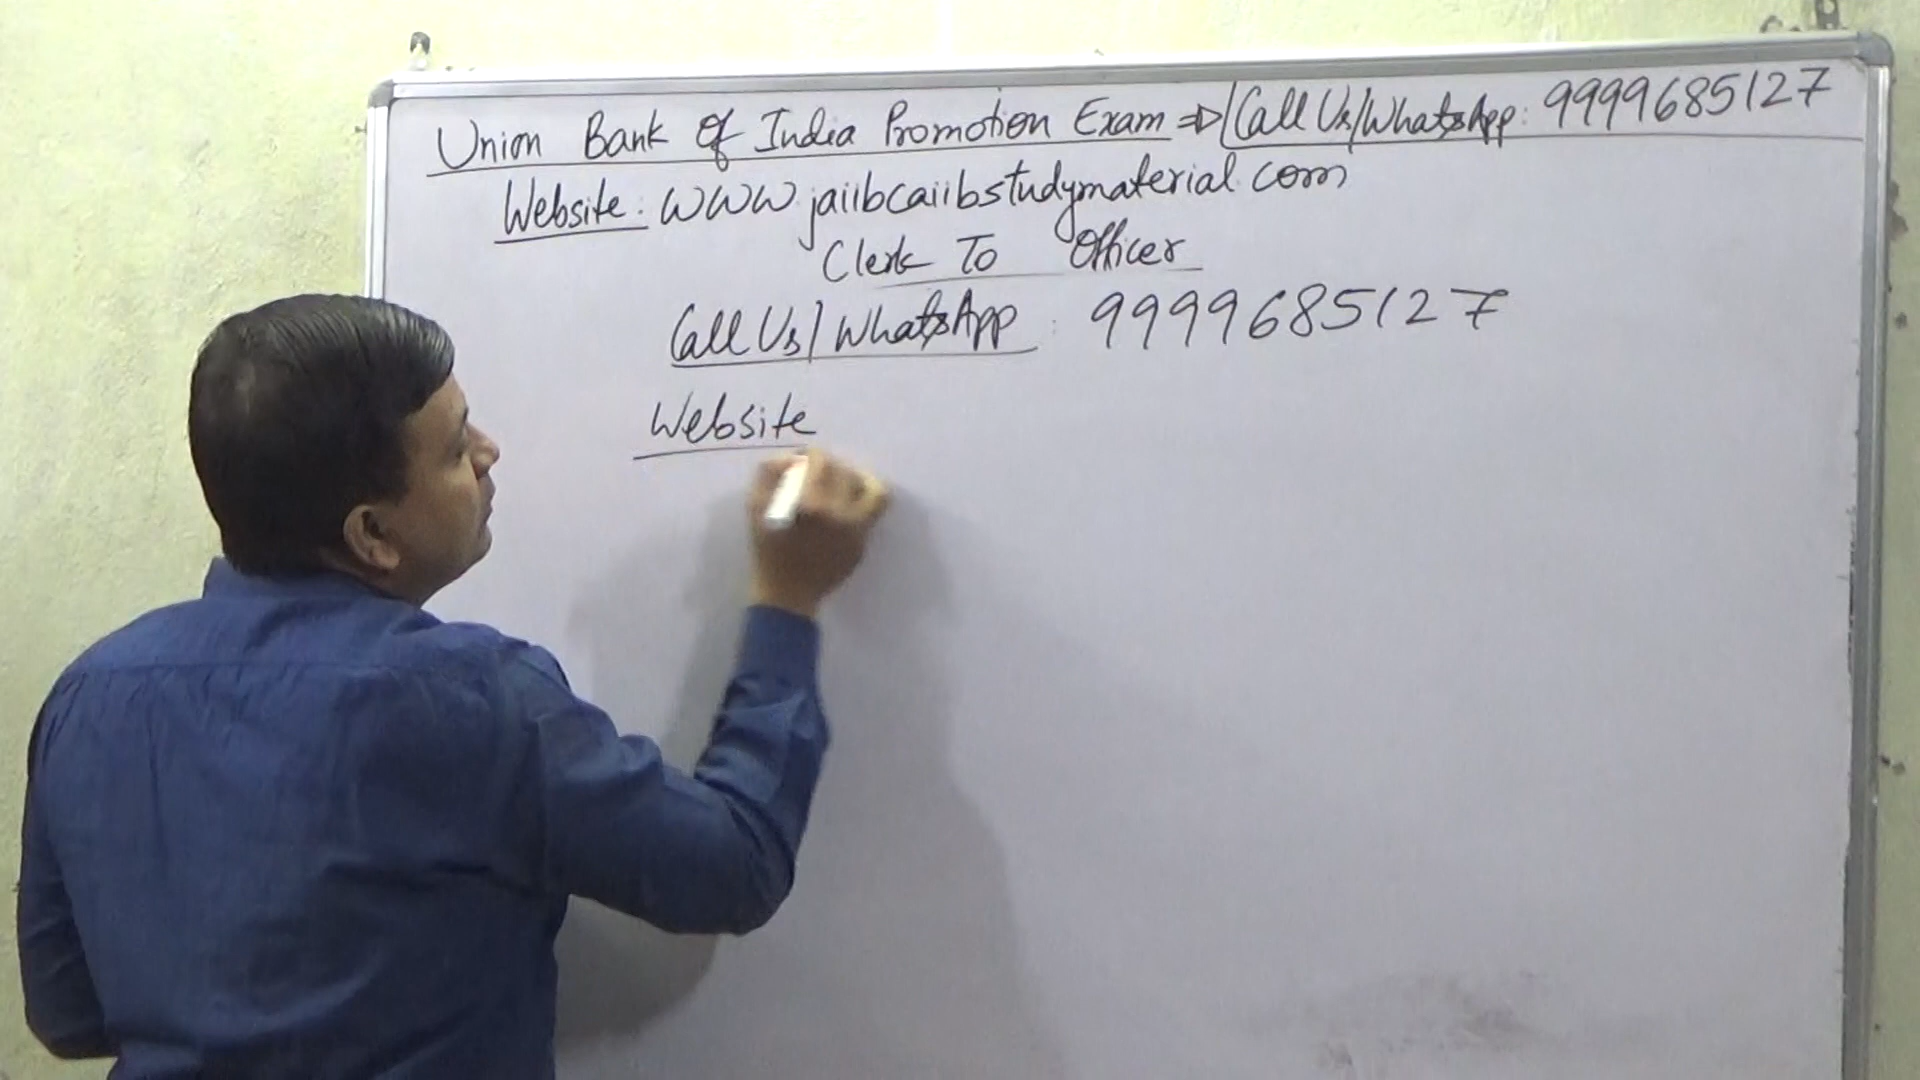 Union Bank Of India Promotion Exam ⇒ Call Us/WhatsApp: 9999685127
Website: WWW.jaiibcaiibstudymaterial.com
Clerk To Officer
Call Us/WhatsApp: 9999685127
Website